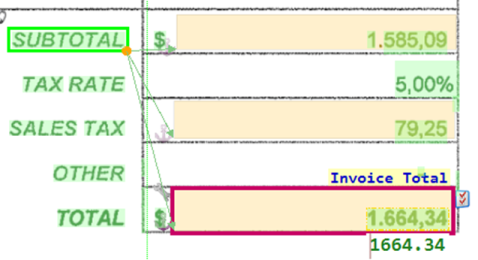 SUBTOTAL $ 1.585,09
TAX RATE 5,00%
SALES TAX 79,25
OTHER
Invoice Total
TOTAL $ 1.664,34
1664.34